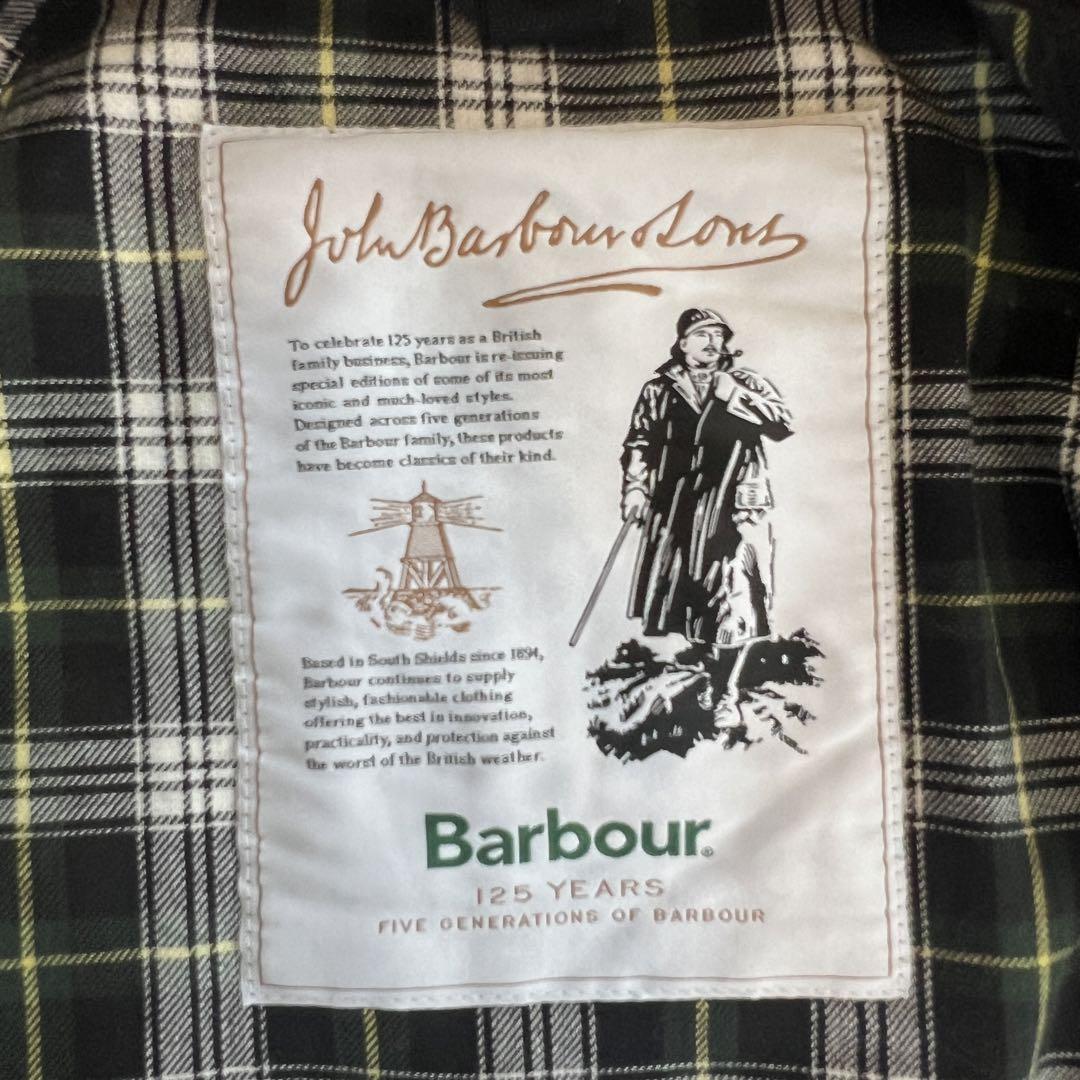 John Barbour & Sons
To celebrate 125 years as a British
family business, Barbour is re-issuing
special editions of some of its most
iconic and much-loved styles.
Designed across five generations
of the Barbour family, these products
have become classics of their kind.
Based in South Shields since 1894,
Barbour continues to supply
stylish, fashionable clothing
offering the best in innovation,
practicality, and protection against
the worst of the British weather.
Barbour®
125 YEARS
FIVE GENERATIONS OF BARBOUR